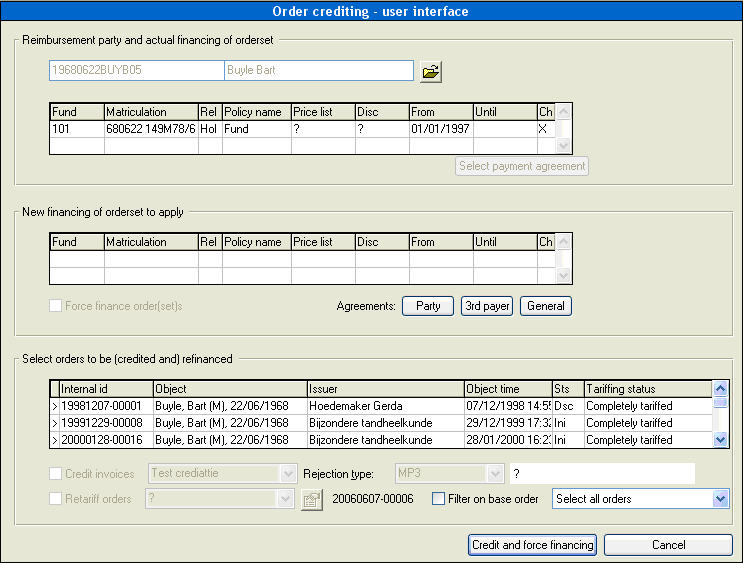 Order crediting - user interface
Reimbursement party and actual financing of orderset
19680622BUYB05 Buyle Bart
Fund Matriculation Rel Policy name Price list Disc From Until Ch
101 680622 149M78/6 Hol Fund ? ? 01/01/1997 X
Select payment agreement
New financing of orderset to apply
Fund Matriculation Rel Policy name Price list Disc From Until Ch
Force finance order(set)s Agreements: Party 3rd payer General
Select orders to be (credited and) refinanced
Internal id Object Issuer Object time Sts Tariffing status
> 19981207-00001 Buyle, Bart (M), 22/06/1968 Hoedemaker Gerda 07/12/1998 14:55 Dsc Completely tariffed
> 19991229-00008 Buyle, Bart (M), 22/06/1968 Bijzondere tandheelkunde 29/12/1999 17:32 Ini Completely tariffed
> 20000128-00016 Buyle, Bart (M), 22/06/1968 Bijzondere tandheelkunde 28/01/2000 16:23 Ini Completely tariffed
Credit invoices Test crediattie Rejection type: MP3 ?
Retariff orders ? 20060607-00006 Filter on base order Select all orders
Credit and force financing Cancel